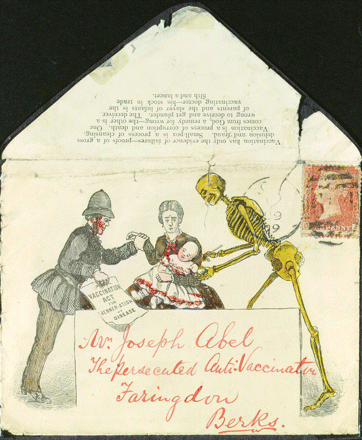 Vaccination has only the evidence of failures—proofs of a gross
delusion and fraud. Small-pox is a process of cleansing,
Vaccination is a process of corruption and death. One
comes from God, a remedy for wrong—the other is a
wrong to deceive and get plunder. The deceiver
of parents and the slayer of infants is the
vaccinating doctor—his stock in trade
filth and a lancet.
VACCINATION
ACT
FOR
OF
DISEASE
Mr. Joseph Abel
The persecuted Anti-Vaccinator
Faringdon
Berks.